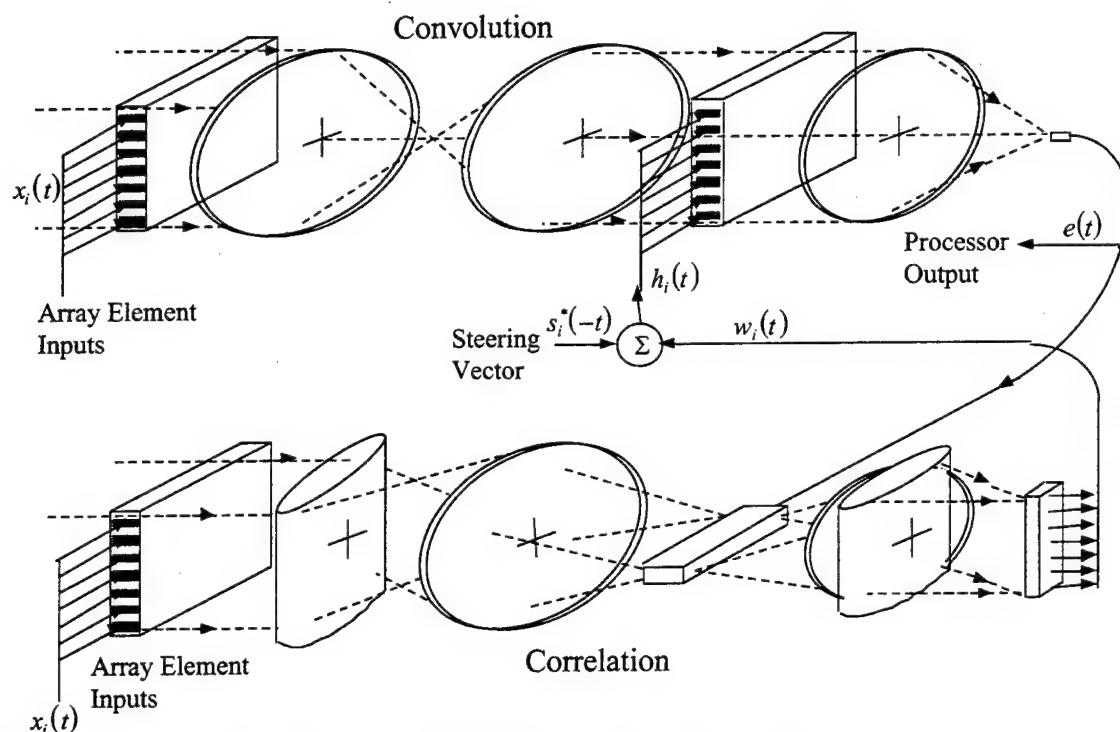 Convolution
x_i(t)
Array Element
Inputs
h_i(t)
Processor
Output
e(t)
Steering
Vector
s_i^*(-t)
Σ
w_i(t)
Array Element
Inputs
x_i(t)
Correlation